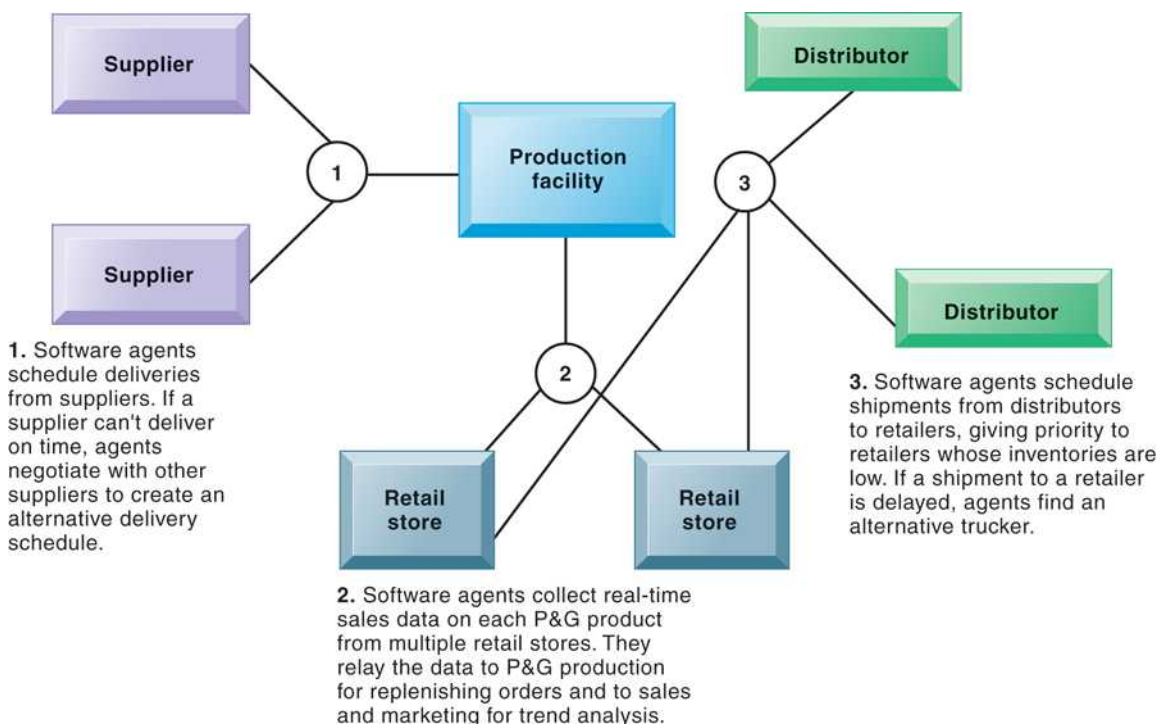 Supplier
Distributor
1
Production
facility
3
Supplier
Distributor
1. Software agents
schedule deliveries
from suppliers. If a
supplier can't deliver
on time, agents
negotiate with other
suppliers to create an
alternative delivery
schedule.
2
3. Software agents schedule
shipments from distributors
to retailers, giving priority to
retailers whose inventories are
low. If a shipment to a retailer
is delayed, agents find an
alternative trucker.
Retail
store
Retail
store
2. Software agents collect real-time
sales data on each P&G product
from multiple retail stores. They
relay the data to P&G production
for replenishing orders and to sales
and marketing for trend analysis.